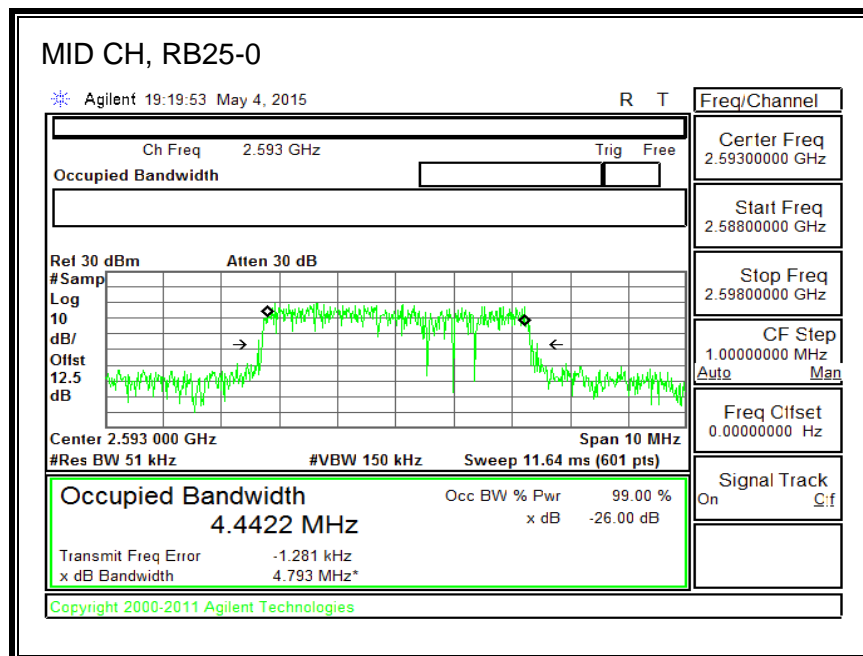 MID CH, RB25-0
Agilent 19:19:53 May 4, 2015 R T
Freq/Channel
Ch Freq 2.593 GHz Trig Free
Occupied Bandwidth
Center Freq
2.59300000 GHz
Start Freq
2.58800000 GHz
Stop Freq
2.59800000 GHz
CF Step
1.00000000 MHz
Auto Man
Freq Offset
0.00000000 Hz
Signal Track
On Off
Ref 30 dBm Atten 30 dB
#Samp
Log
10
dB/
Offst
12.5
dB
Center 2.593 000 GHz Span 10 MHz
#Res BW 51 kHz #VBW 150 kHz Sweep 11.64 ms (601 pts)
Occupied Bandwidth Occ BW % Pwr 99.00 %
4.4422 MHz x dB -26.00 dB
Transmit Freq Error -1.281 kHz
x dB Bandwidth 4.793 MHz*
Copyright 2000-2011 Agilent Technologies